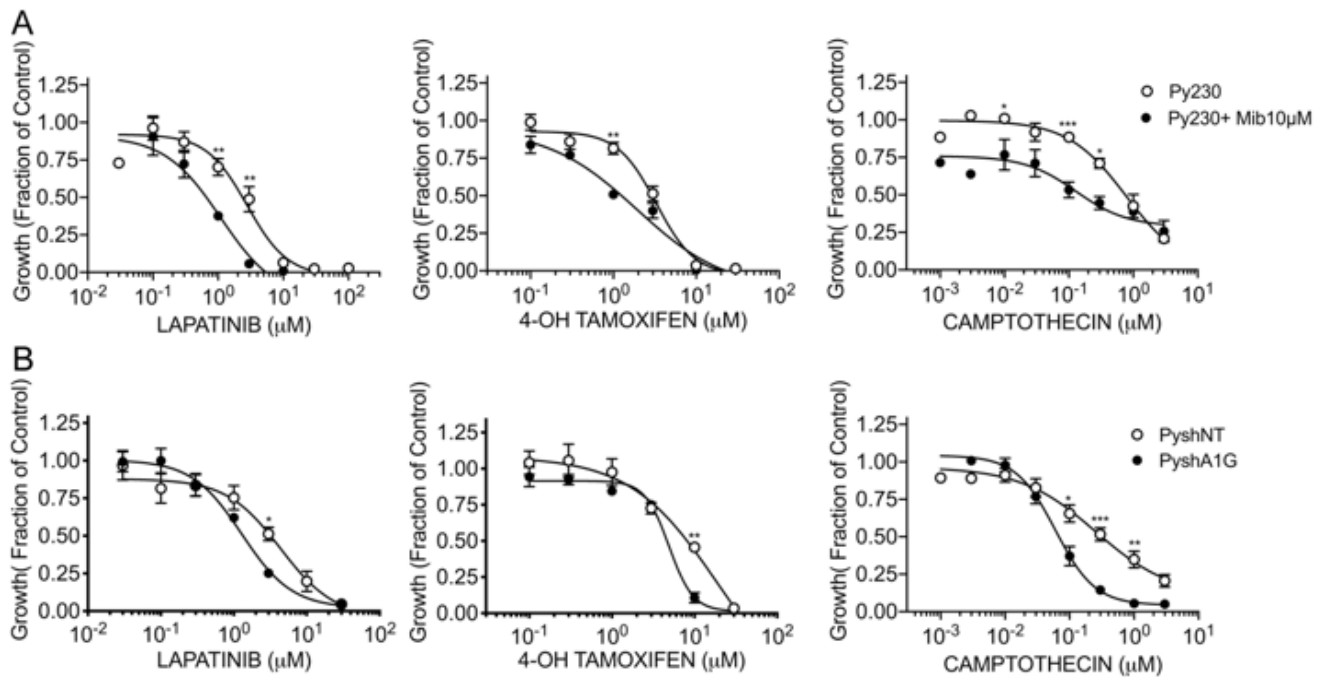 A
Growth (Fraction of Control)
1.25
1.00
0.75
0.50
0.25
0.00
** **
10-2 10-1 100 101 102
LAPATINIB (μM)
Growth (Fraction of Control)
1.25
1.00
0.75
0.50
0.25
0.00
**
10-1 100 101 102
4-OH TAMOXIFEN (μM)
Growth( Fraction of Control)
1.25
1.00
0.75
0.50
0.25
0.00
* *** *
10-3 10-2 10-1 100 101
CAMPTOTHECIN (μM)
Py230
Py230+ Mib10μM
B
Growth( Fraction of Control)
1.25
1.00
0.75
0.50
0.25
0.00
*
10-2 10-1 100 101 102
LAPATINIB (μM)
Growth (Fraction of Control)
1.25
1.00
0.75
0.50
0.25
0.00
**
10-1 100 101 102
4-OH TAMOXIFEN (μM)
Growth( Fraction of Control)
1.25
1.00
0.75
0.50
0.25
0.00
* *** **
10-3 10-2 10-1 100 101
CAMPTOTHECIN (μM)
PyshNT
PyshA1G